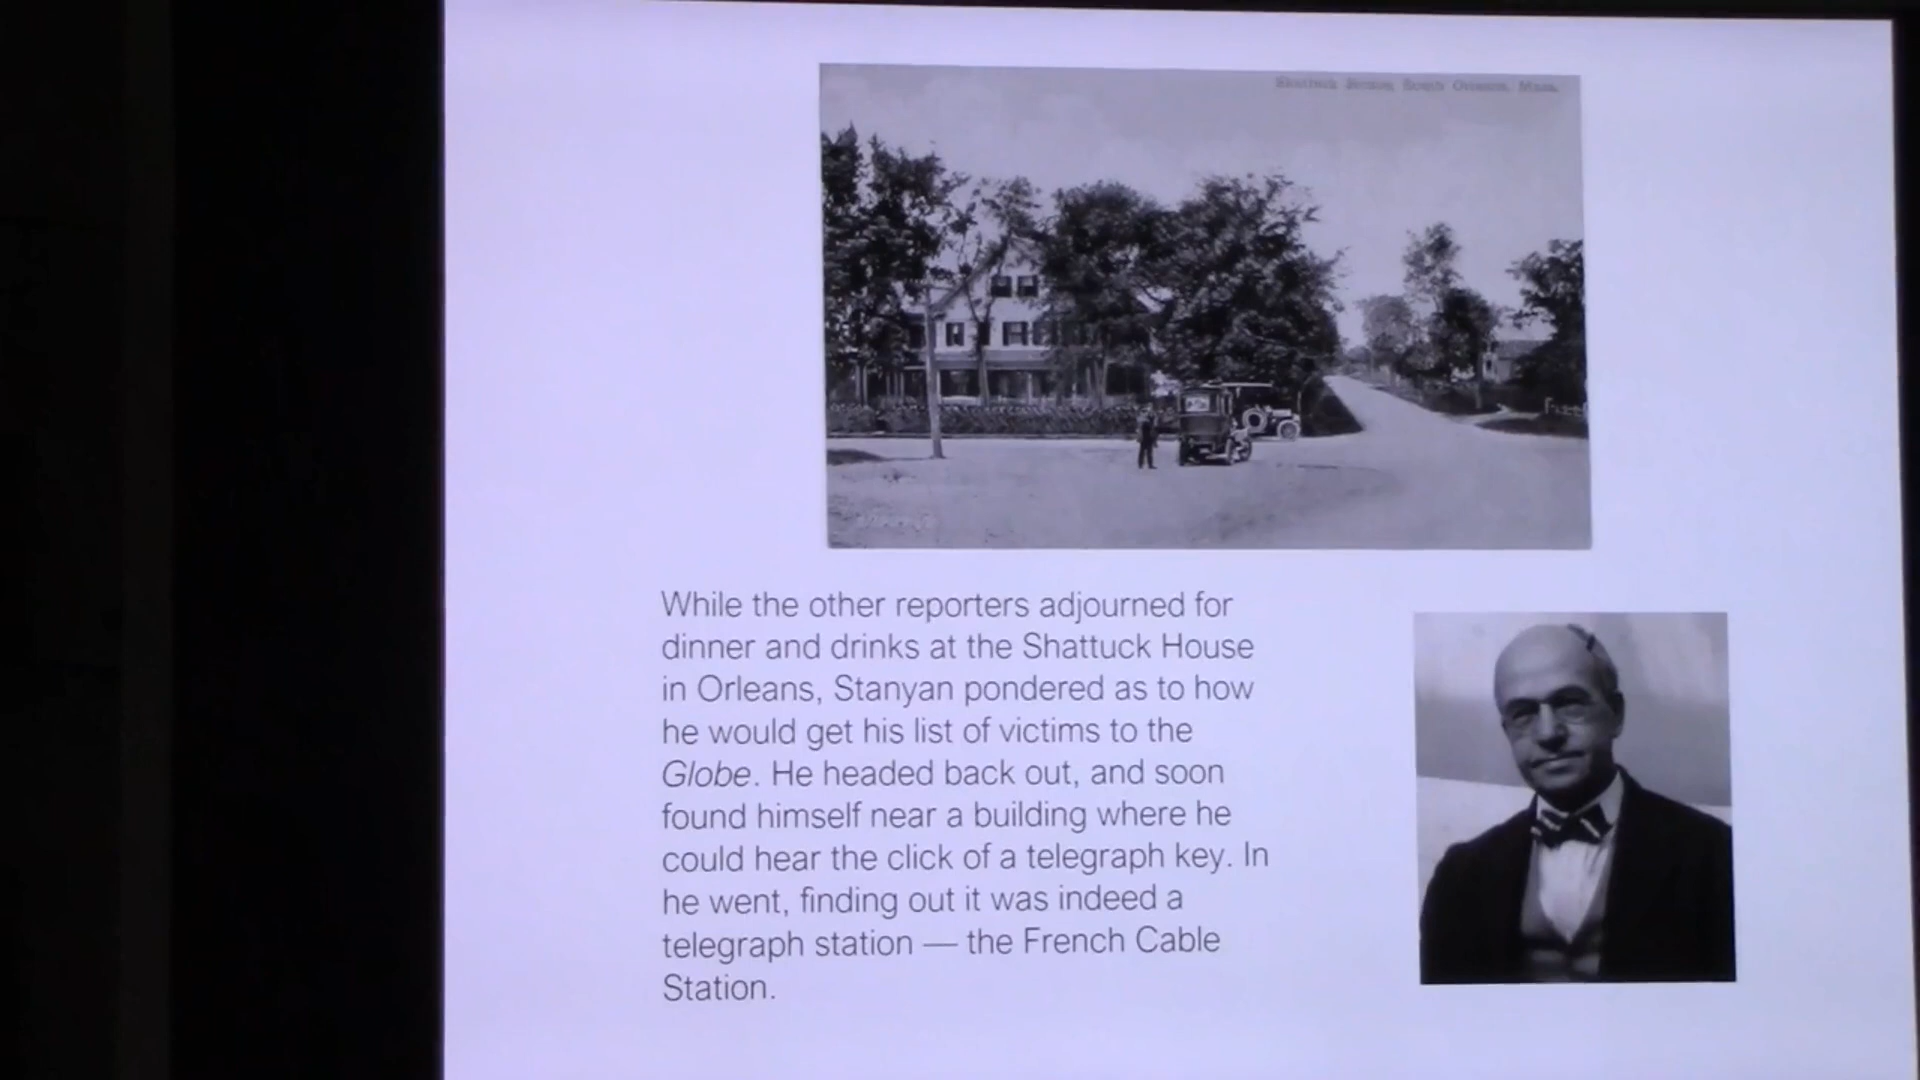 South Orleans, Mass.
While the other reporters adjourned for
dinner and drinks at the Shattuck House
in Orleans, Stanyan pondered as to how
he would get his list of victims to the
Globe. He headed back out, and soon
found himself near a building where he
could hear the click of a telegraph key. In
he went, finding out it was indeed a
telegraph station — the French Cable
Station.